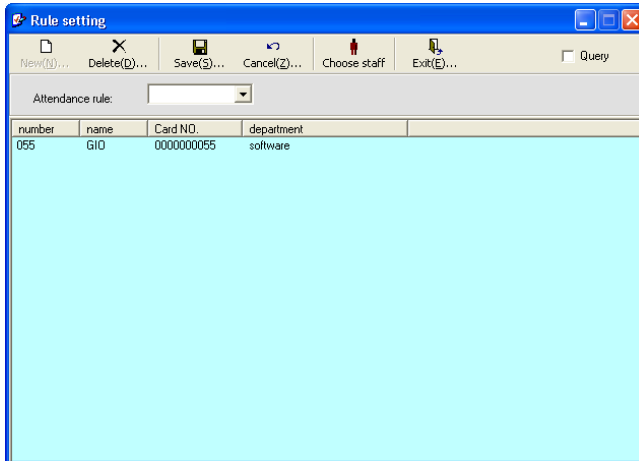 Rule setting
New(N)... Delete(D)... Save(S)... Cancel(Z)... Choose staff Exit(E)... Query
Attendance rule:
number name Card NO. department
055 GIO 0000000055 software